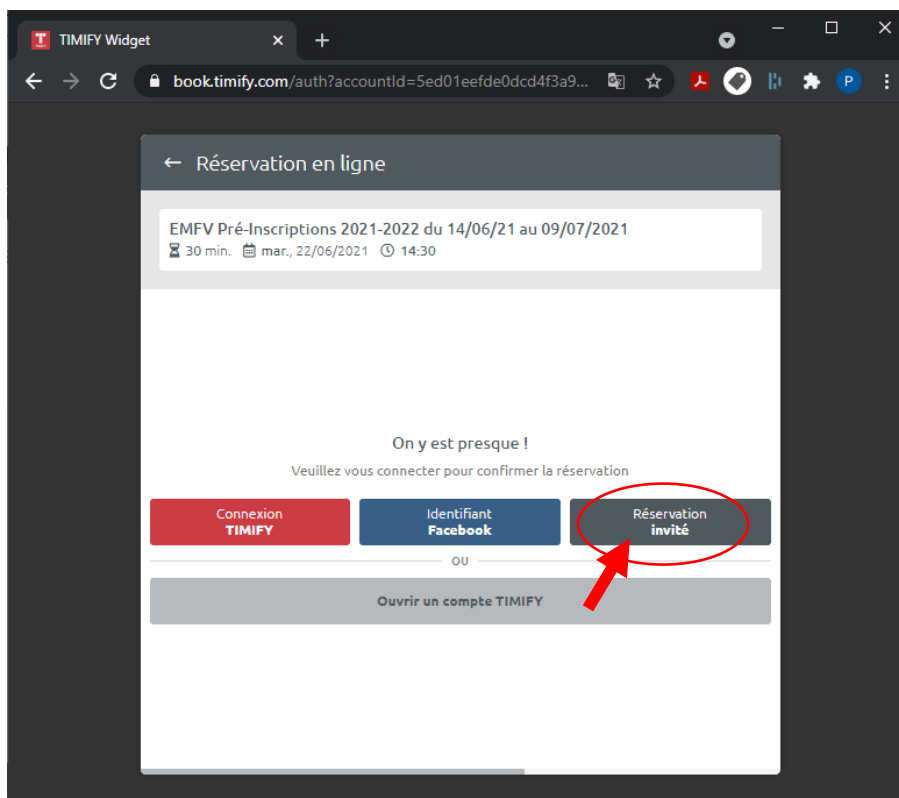 TIMIFY Widget
book.timify.com/auth?accountId=5ed01eefde0dcd4f3a9...
P
← Réservation en ligne
EMFV Pré-Inscriptions 2021-2022 du 14/06/21 au 09/07/2021
30 min. mar., 22/06/2021 14:30
On y est presque !
Veuillez vous connecter pour confirmer la réservation
Connexion
TIMIFY
Identifiant
Facebook
Réservation
invité
OU
Ouvrir un compte TIMIFY